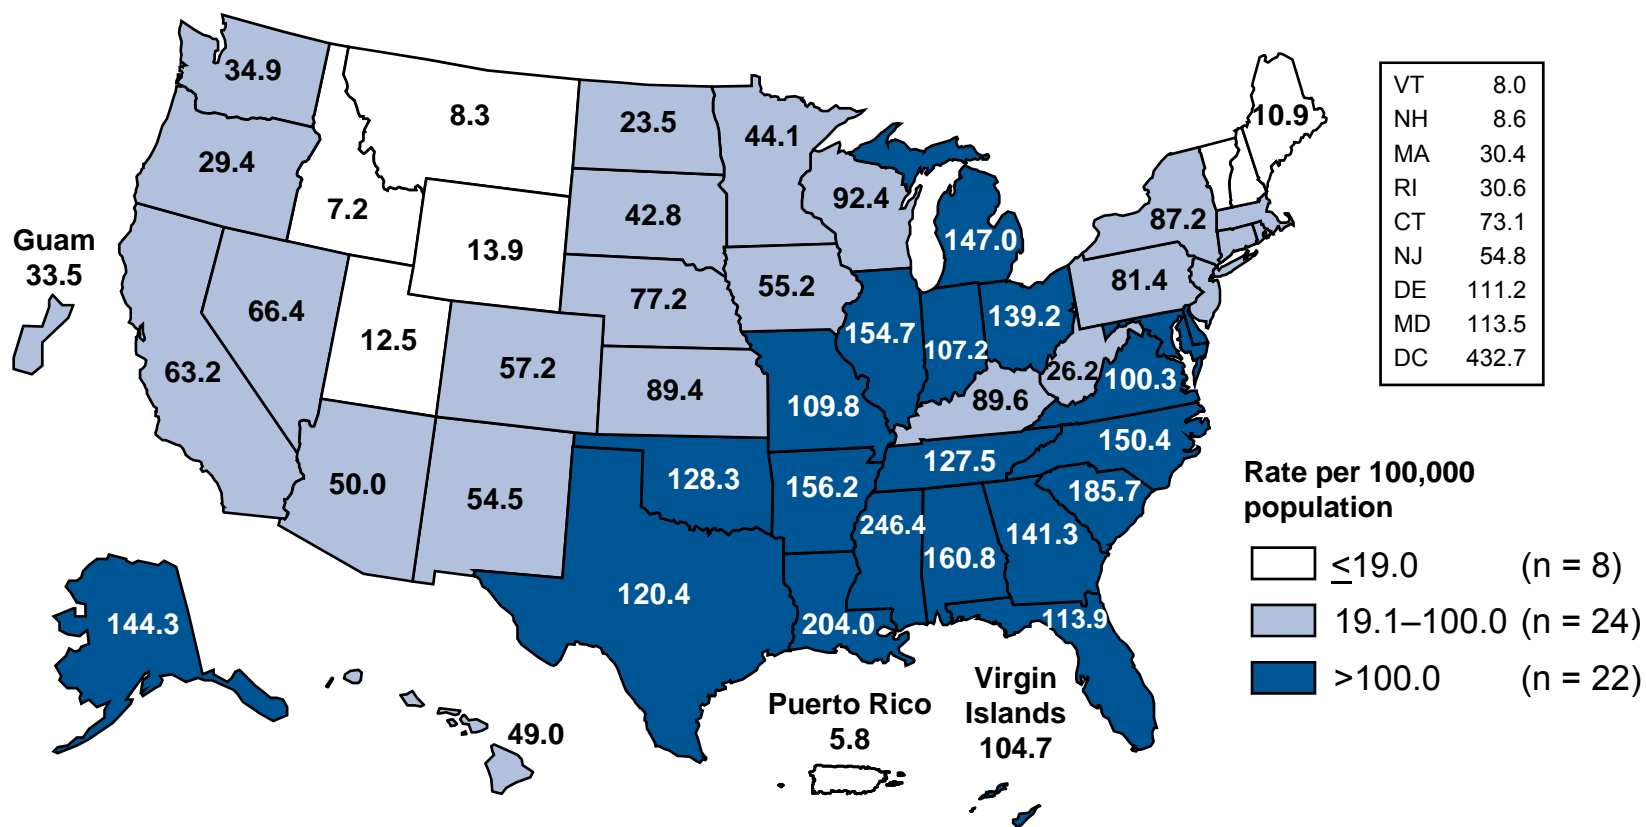 34.9
8.3
23.5
44.1
10.9
29.4
7.2
13.9
42.8
92.4
147.0
87.2
Guam
33.5
66.4
12.5
77.2
55.2
81.4
63.2
57.2
89.4
154.7
107.2
139.2
26.2
100.3
109.8
89.6
50.0
54.5
128.3
156.2
127.5
150.4
185.7
246.4
160.8
141.3
120.4
204.0
113.9
144.3
49.0
Puerto Rico
5.8
Virgin
Islands
104.7
VT 8.0
NH 8.6
MA 30.4
RI 30.6
CT 73.1
NJ 54.8
DE 111.2
MD 113.5
DC 432.7
Rate per 100,000
population
≤19.0 (n = 8)
19.1–100.0 (n = 24)
>100.0 (n = 22)